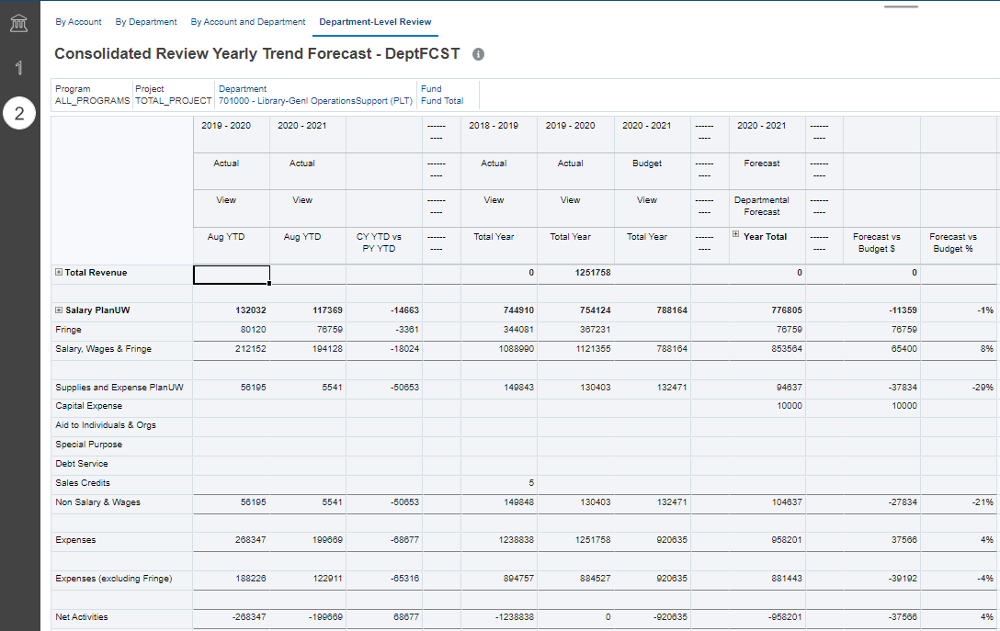 By Account By Department By Account and Department Department-Level Review
Consolidated Review Yearly Trend Forecast - DeptFCST i
1
2
Program Project Department Fund
ALL_PROGRAMS TOTAL_PROJECT 701000 - Library-Genl OperationsSupport (PLT) Fund Total
2019 - 2020 2020 - 2021 ------ 2018 - 2019 2019 - 2020 2020 - 2021 ------ 2020 - 2021 ------
---- ---- ----
Actual Actual ------ Actual Actual Budget ------ Forecast ------
---- ---- ----
View View ------ View View View ------ Departmental ------
---- ---- Forecast ----
Aug YTD Aug YTD CY YTD vs ------ Total Year Total Year Total Year ------ Year Total ------ Forecast vs Forecast vs
PY YTD ---- ---- ---- Budget $ Budget %
Total Revenue 0 1251758 0 0
Salary PlanUW 132032 117369 -14663 744910 754124 788164 776805 -11359 -1%
Fringe 80120 76759 -3361 344081 367231 76759 76759
Salary, Wages & Fringe 212152 194128 -18024 1088990 1121355 788164 853564 65400 8%
Supplies and Expense PlanUW 56195 5541 -50653 149843 130403 132471 94637 -37834 -29%
Capital Expense 10000 10000
Aid to Individuals & Orgs
Special Purpose
Debt Service
Sales Credits 5
Non Salary & Wages 56195 5541 -50653 149848 130403 132471 104637 -27834 -21%
Expenses 268347 199669 -68677 1238838 1251758 920635 958201 37566 4%
Expenses (excluding Fringe) 188226 122911 -65316 894757 884527 920635 881443 -39192 -4%
Net Activities -268347 -199669 68677 -1238838 0 -920635 -958201 -37566 4%